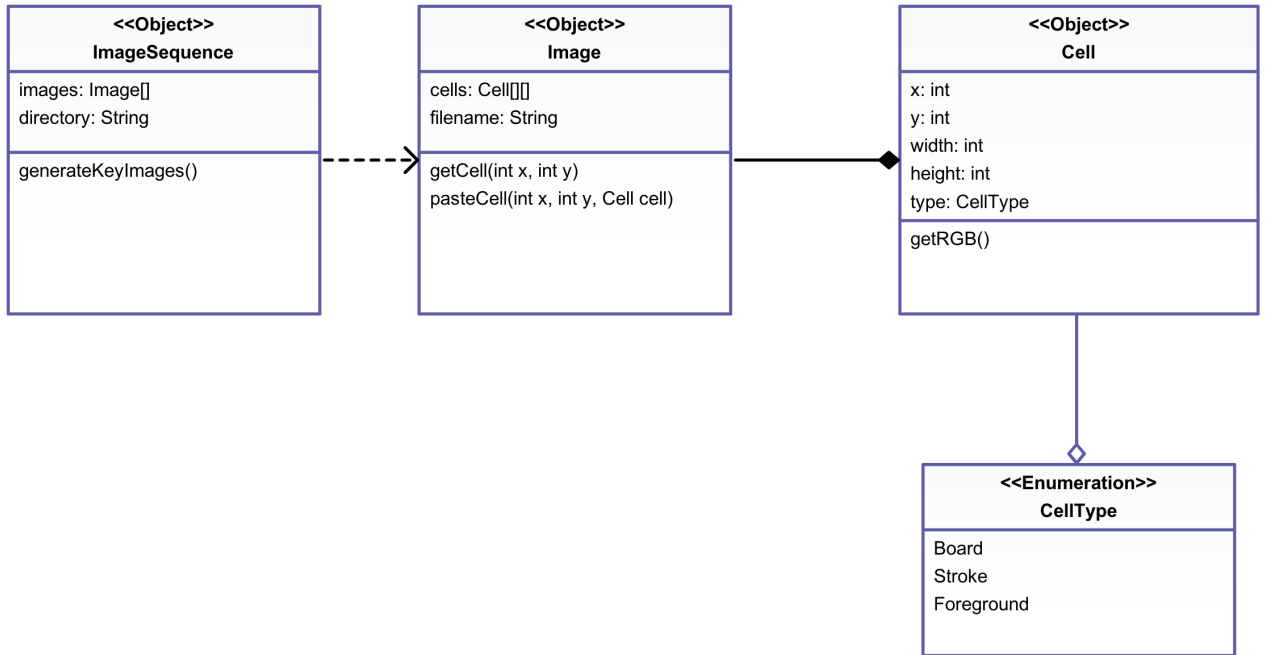 <<Object>>
ImageSequence
images: Image[]
directory: String
generateKeyImages()
<<Object>>
Image
cells: Cell[][]
filename: String
getCell(int x, int y)
pasteCell(int x, int y, Cell cell)
<<Object>>
Cell
x: int
y: int
width: int
height: int
type: CellType
getRGB()
<<Enumeration>>
CellType
Board
Stroke
Foreground